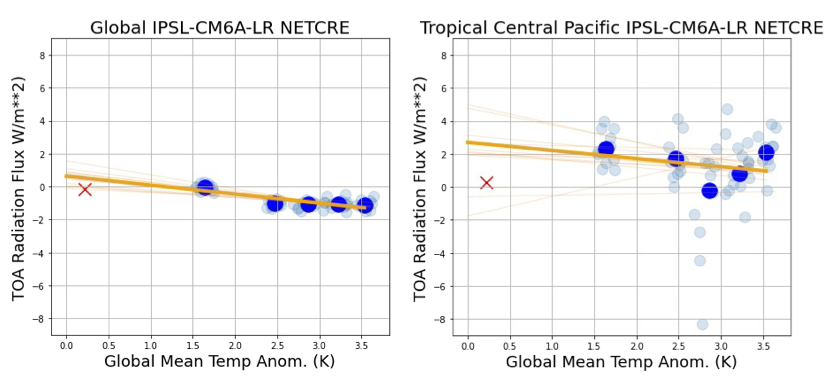 Global IPSL-CM6A-LR NETCRE
TOA Radiation Flux W/m**2)
8
6
4
2
0
−2
−4
−6
−8
0.0 0.5 1.0 1.5 2.0 2.5 3.0 3.5
Global Mean Temp Anom. (K)
Tropical Central Pacific IPSL-CM6A-LR NETCRE
TOA Radiation Flux W/m**2)
8
6
4
2
0
−2
−4
−6
−8
0.0 0.5 1.0 1.5 2.0 2.5 3.0 3.5
Global Mean Temp Anom. (K)